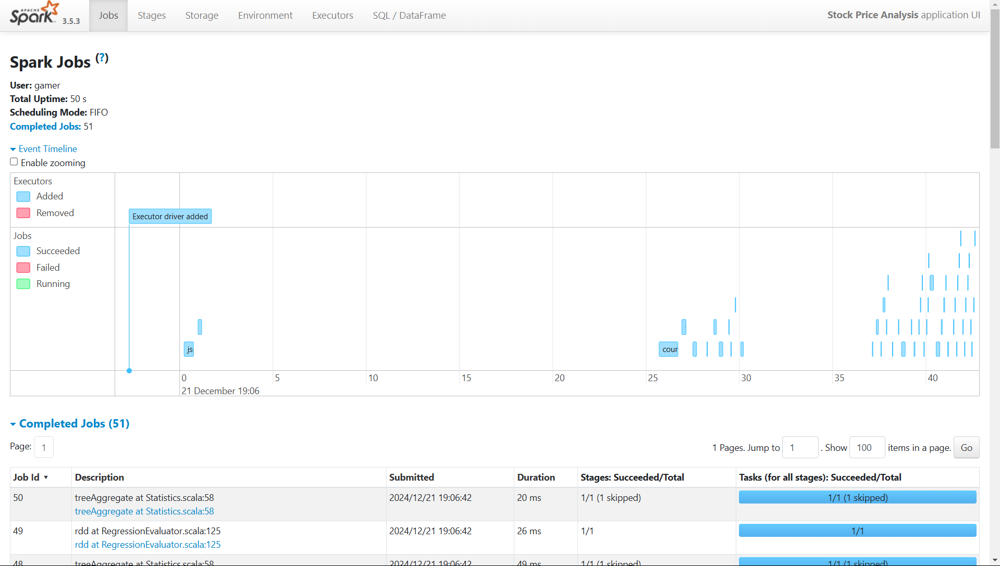 APACHE
Spark 3.5.3 Jobs Stages Storage Environment Executors SQL / DataFrame Stock Price Analysis application UI
Spark Jobs (?)
User: gamer
Total Uptime: 50 s
Scheduling Mode: FIFO
Completed Jobs: 51
Event Timeline
Enable zooming
Executors
Added
Removed
Executor driver added
Jobs
Succeeded
Failed
Running
js
cour
0 5 10 15 20 25 30 35 40
21 December 19:06
Completed Jobs (51)
Page: 1 1 Pages. Jump to 1 . Show 100 items in a page. Go
Job Id ▼ Description Submitted Duration Stages: Succeeded/Total Tasks (for all stages): Succeeded/Total
50 treeAggregate at Statistics.scala:58 2024/12/21 19:06:42 20 ms 1/1 (1 skipped) 1/1 (1 skipped)
treeAggregate at Statistics.scala:58
49 rdd at RegressionEvaluator.scala:125 2024/12/21 19:06:42 26 ms 1/1 1/1
rdd at RegressionEvaluator.scala:125
48 treeAggregate at Statistics.scala:58 2024/12/21 19:06:42 49 ms 1/1 (1 skipped) 1/1 (1 skipped)